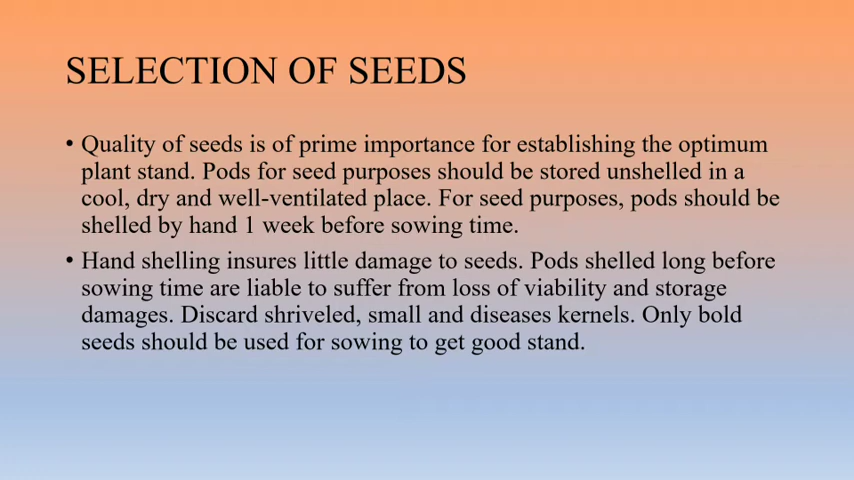 SELECTION OF SEEDS
• Quality of seeds is of prime importance for establishing the optimum
plant stand. Pods for seed purposes should be stored unshelled in a
cool, dry and well-ventilated place. For seed purposes, pods should be
shelled by hand 1 week before sowing time.
• Hand shelling insures little damage to seeds. Pods shelled long before
sowing time are liable to suffer from loss of viability and storage
damages. Discard shriveled, small and diseases kernels. Only bold
seeds should be used for sowing to get good stand.